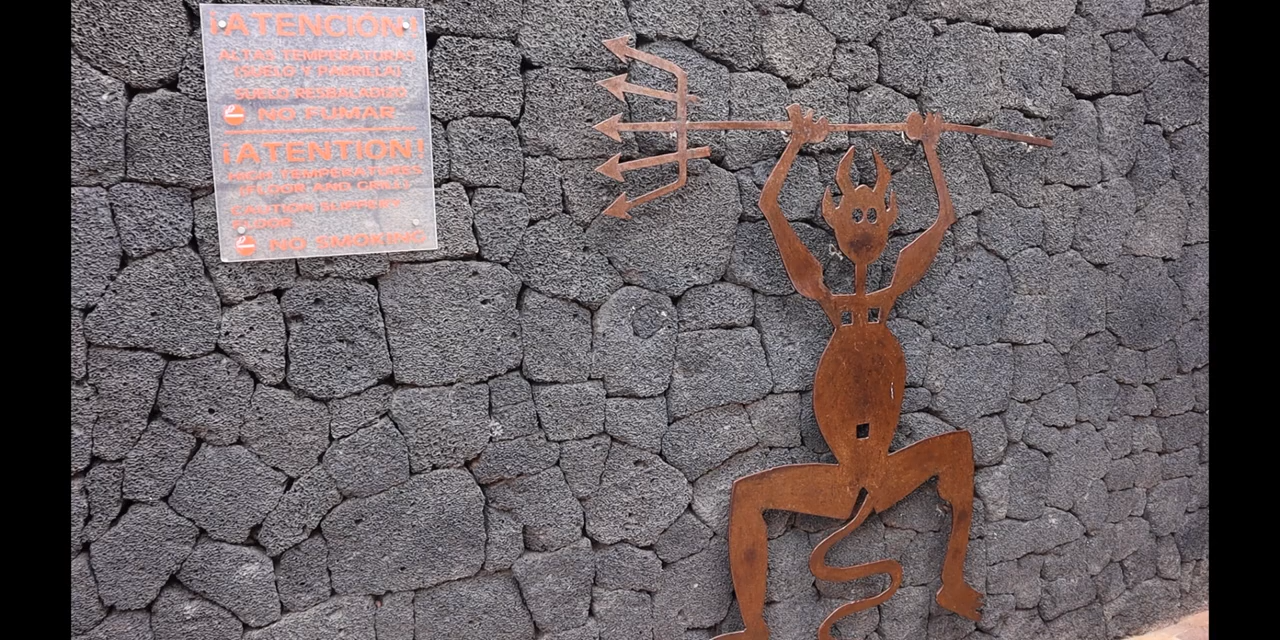 ¡ATENCIÓN!
ALTAS TEMPERATURAS
(SUELO Y PARRILLA)
SUELO RESBALADIZO
NO FUMAR
¡ATENTION!
HIGH TEMPERATURES
(FLOOR AND GRILL)
CAUTION SLIPPERY
FLOOR
NO SMOKING